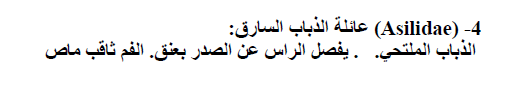 4- (Asilidae) عائلة الذباب السارق:
الذباب الملتحي. . يفصل الراس عن الصدر بعنق. الفم ثاقب ماص